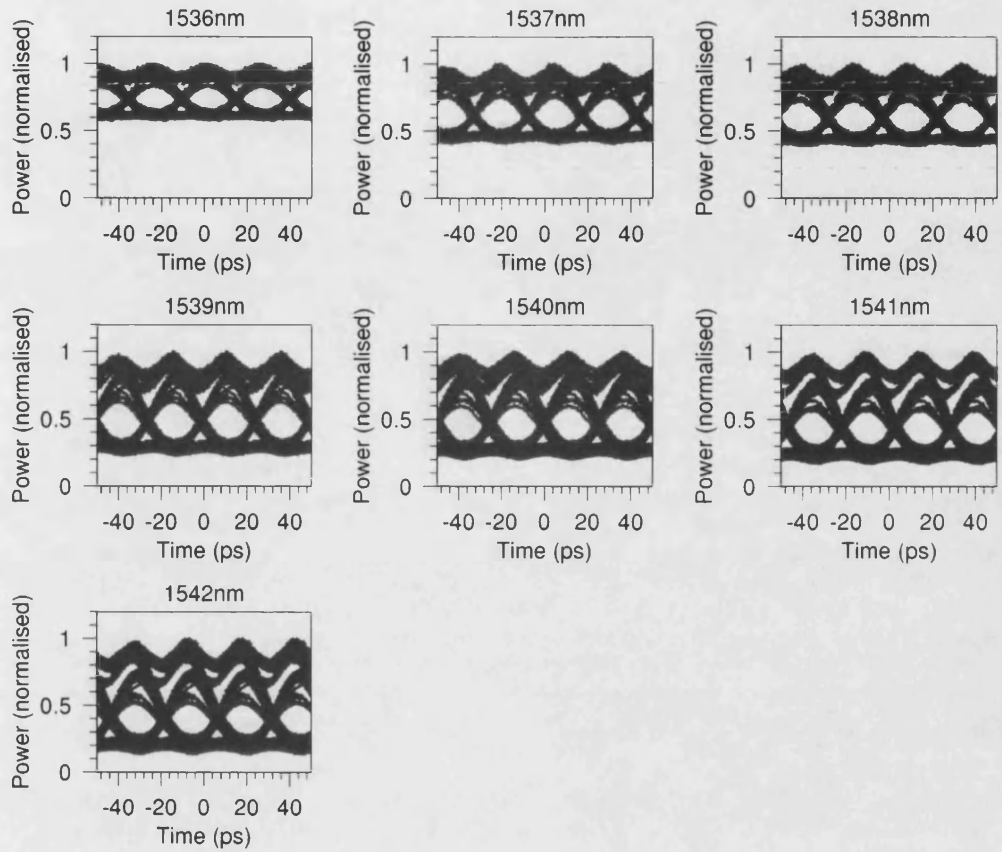 1536nm
Power (normalised)
1
0.5
0
-40 -20 0 20 40
Time (ps)
1537nm
Power (normalised)
1
0.5
0
-40 -20 0 20 40
Time (ps)
1538nm
Power (normalised)
1
0.5
0
-40 -20 0 20 40
Time (ps)
1539nm
Power (normalised)
1
0.5
0
-40 -20 0 20 40
Time (ps)
1540nm
Power (normalised)
1
0.5
0
-40 -20 0 20 40
Time (ps)
1541nm
Power (normalised)
1
0.5
0
-40 -20 0 20 40
Time (ps)
1542nm
Power (normalised)
1
0.5
0
-40 -20 0 20 40
Time (ps)